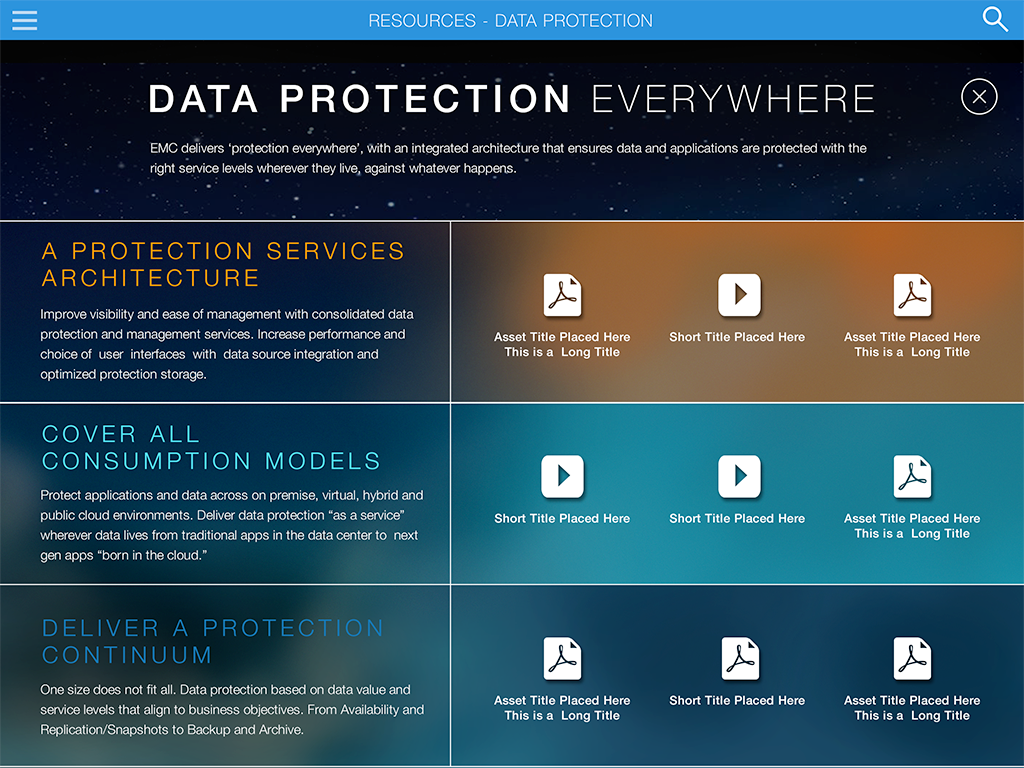 RESOURCES - DATA PROTECTION
DATA PROTECTION EVERYWHERE
EMC delivers ‘protection everywhere’, with an integrated architecture that ensures data and applications are protected with the
right service levels wherever they live, against whatever happens.
A PROTECTION SERVICES
ARCHITECTURE
Improve visibility and ease of management with consolidated data
protection and management services. Increase performance and
choice of user interfaces with data source integration and
optimized protection storage.
Asset Title Placed Here
This is a Long Title
Short Title Placed Here
Asset Title Placed Here
This is a Long Title
COVER ALL
CONSUMPTION MODELS
Protect applications and data across on premise, virtual, hybrid and
public cloud environments. Deliver data protection “as a service”
wherever data lives from traditional apps in the data center to next
gen apps “born in the cloud.”
Short Title Placed Here
Short Title Placed Here
Asset Title Placed Here
This is a Long Title
DELIVER A PROTECTION
CONTINUUM
One size does not fit all. Data protection based on data value and
service levels that align to business objectives. From Availability and
Replication/Snapshots to Backup and Archive.
Asset Title Placed Here
This is a Long Title
Short Title Placed Here
Asset Title Placed Here
This is a Long Title